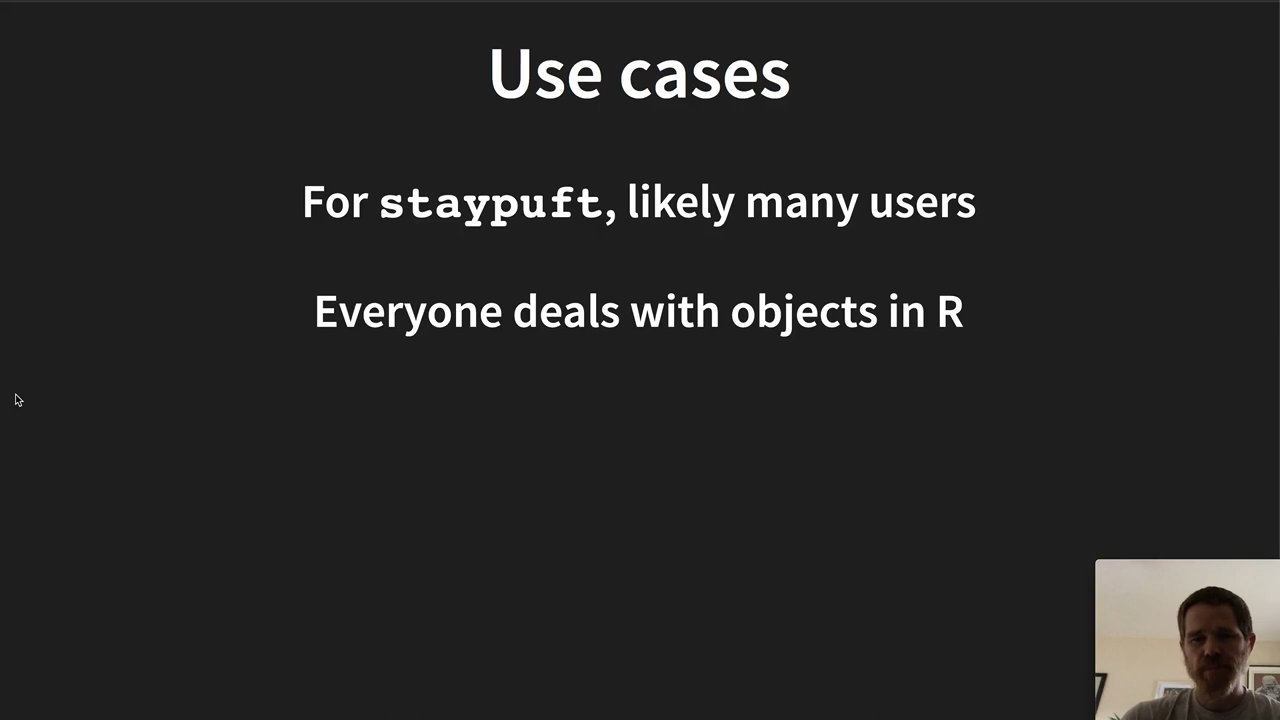 Use cases
For staypuft, likely many users
Everyone deals with objects in R